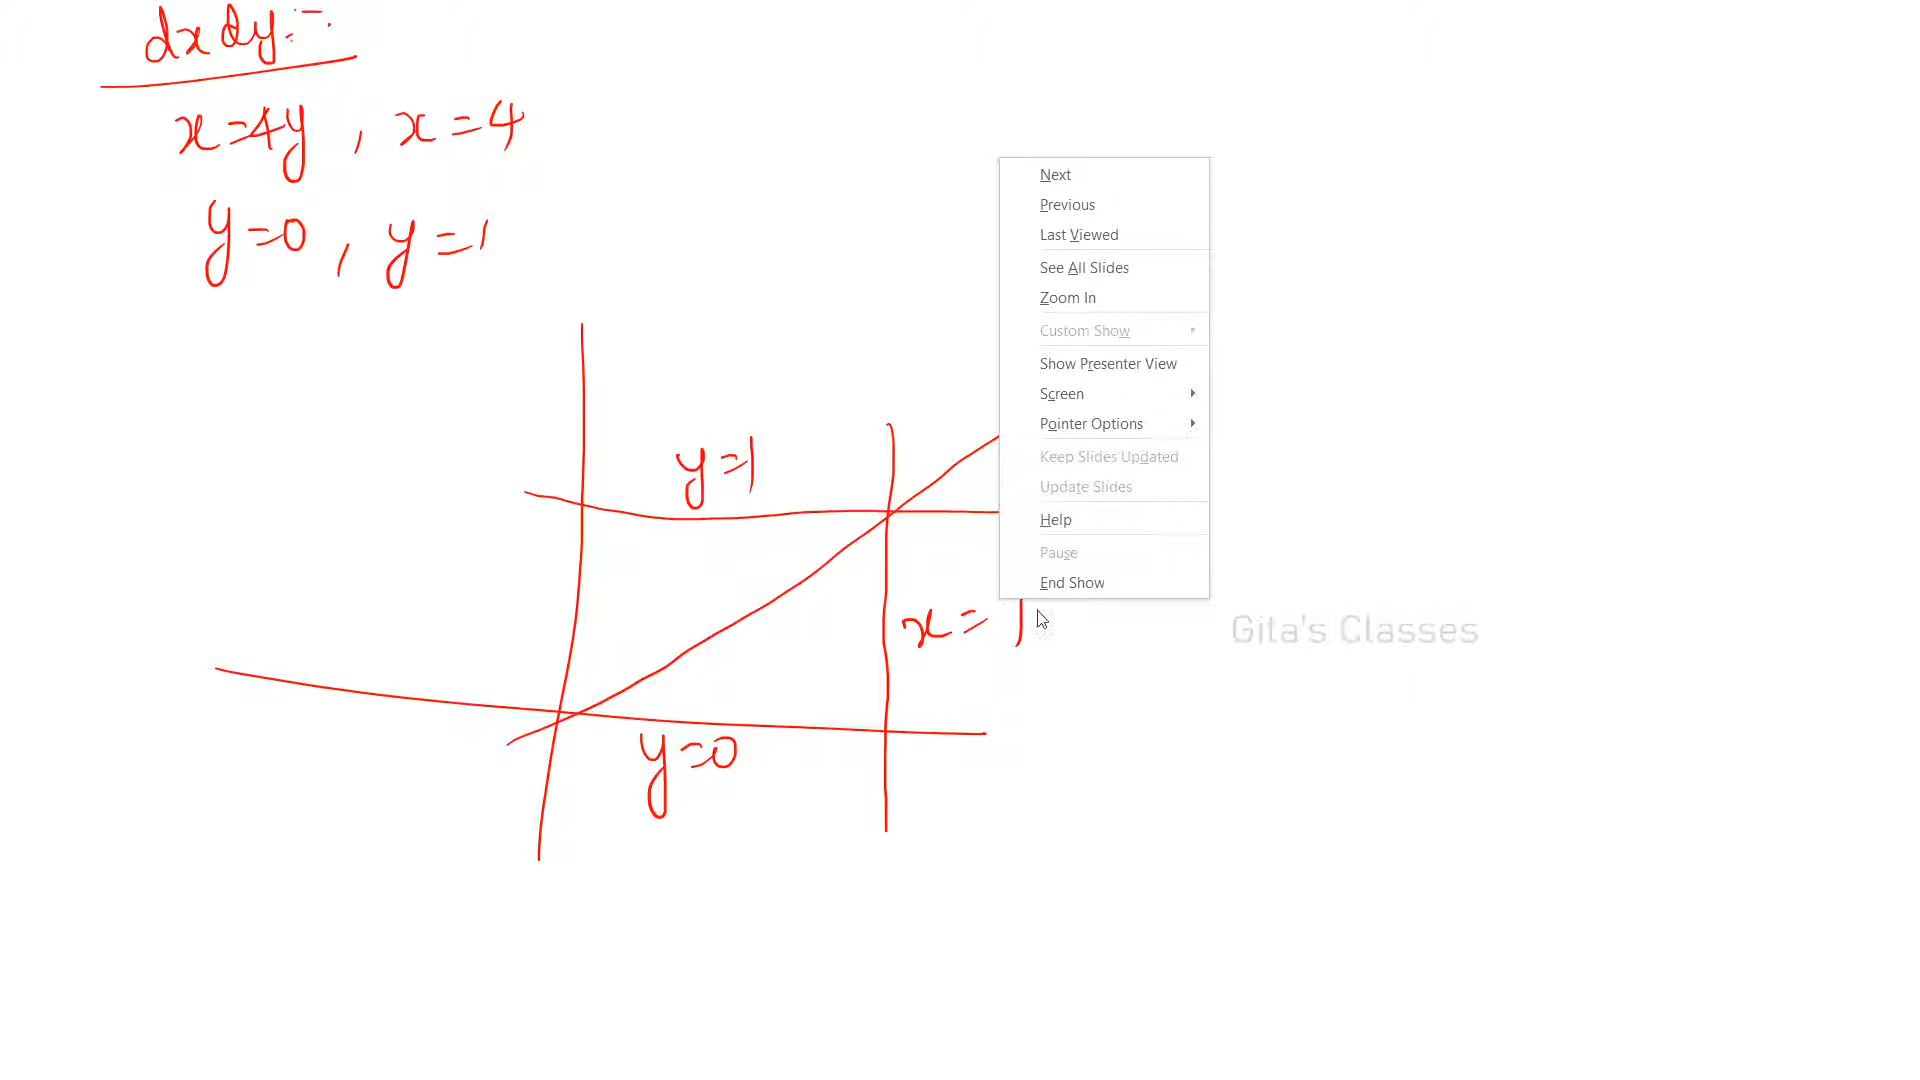 dx dy :-
x=4y , x=4
y=0 , y=1
Next
Previous
Last Viewed
See All Slides
Zoom In
Custom Show
Show Presenter View
Screen
Pointer Options
Keep Slides Updated
Update Slides
Help
Pause
End Show
y=1
x=
Gita's Classes
y=0